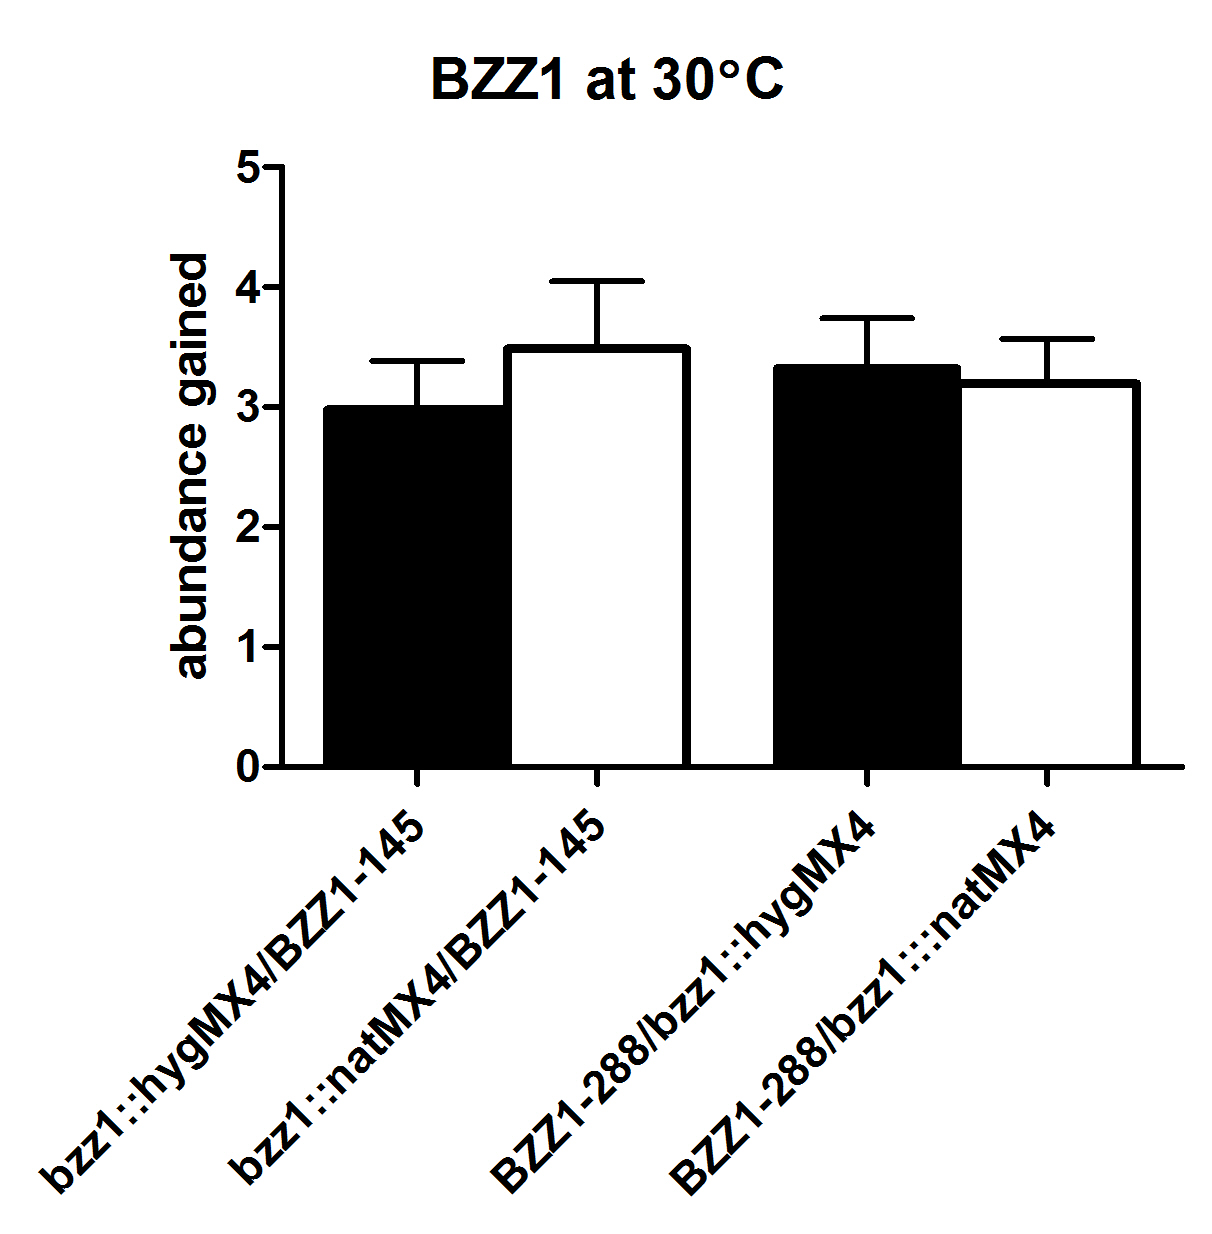 BZZ1 at 30°C
abundance gained
5
4
3
2
1
0
bzz1::hygMX4/BZZ1-145
bzz1::natMX4/BZZ1-145
BZZ1-288/bzz1::hygMX4
BZZ1-288/bzz1:::natMX4